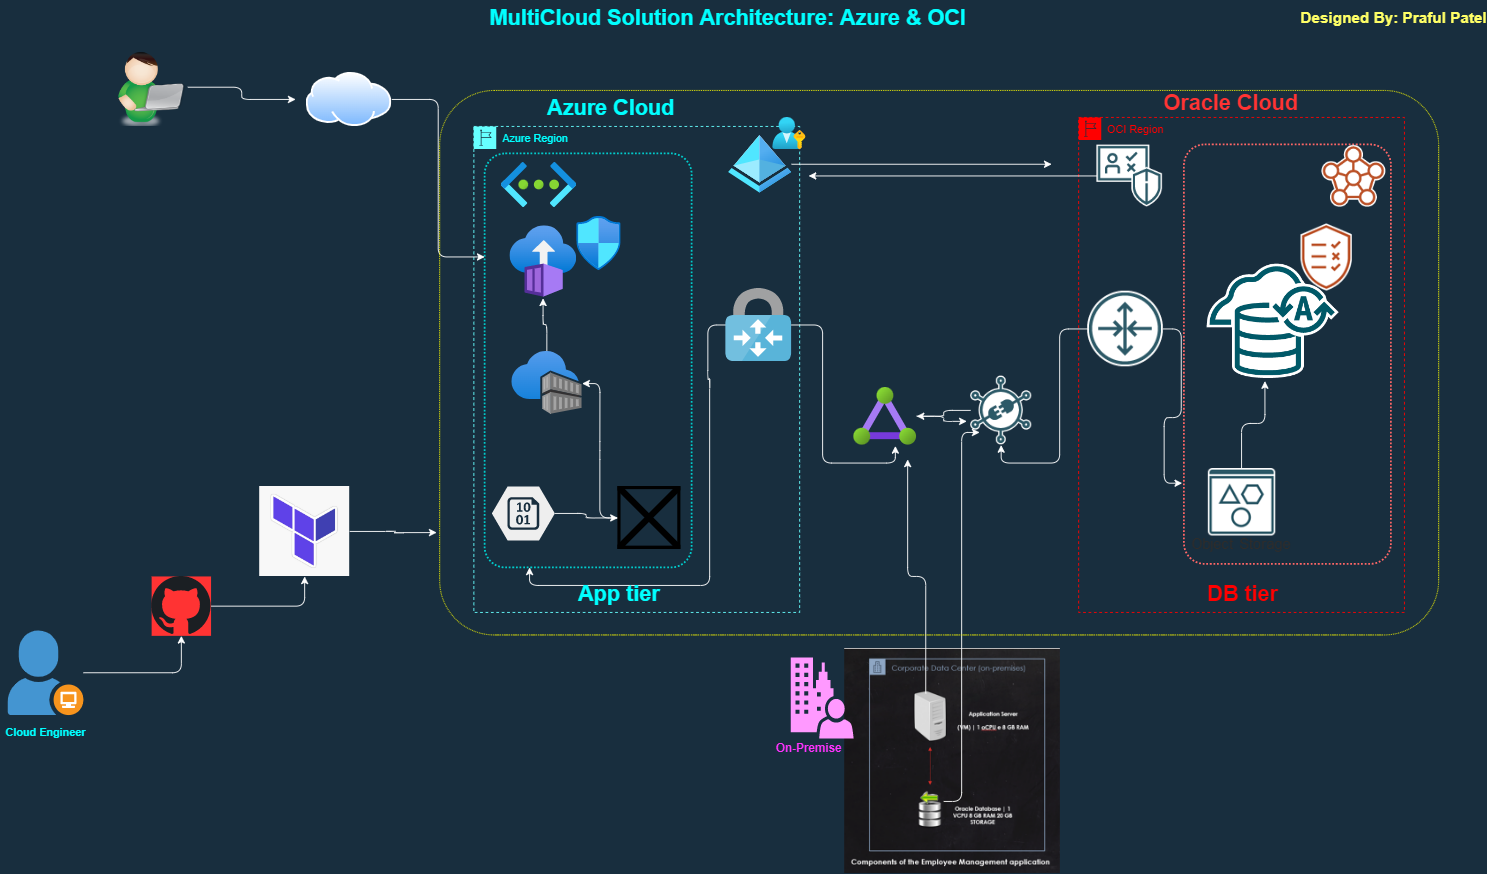 MultiCloud Solution Architecture: Azure & OCI
Designed By: Praful Patel
Azure Cloud
Oracle Cloud
Azure Region
OCI Region
10
01
A
App tier
DB tier
Cloud Engineer
On-Premise
Corporate Data Center (on-premises)
Application Server
(VM) | 1 oCPU e 8 GB RAM
Oracle Database | 1
VCPU 8 GB RAM 20 GB
STORAGE
Components of the Employee Management application